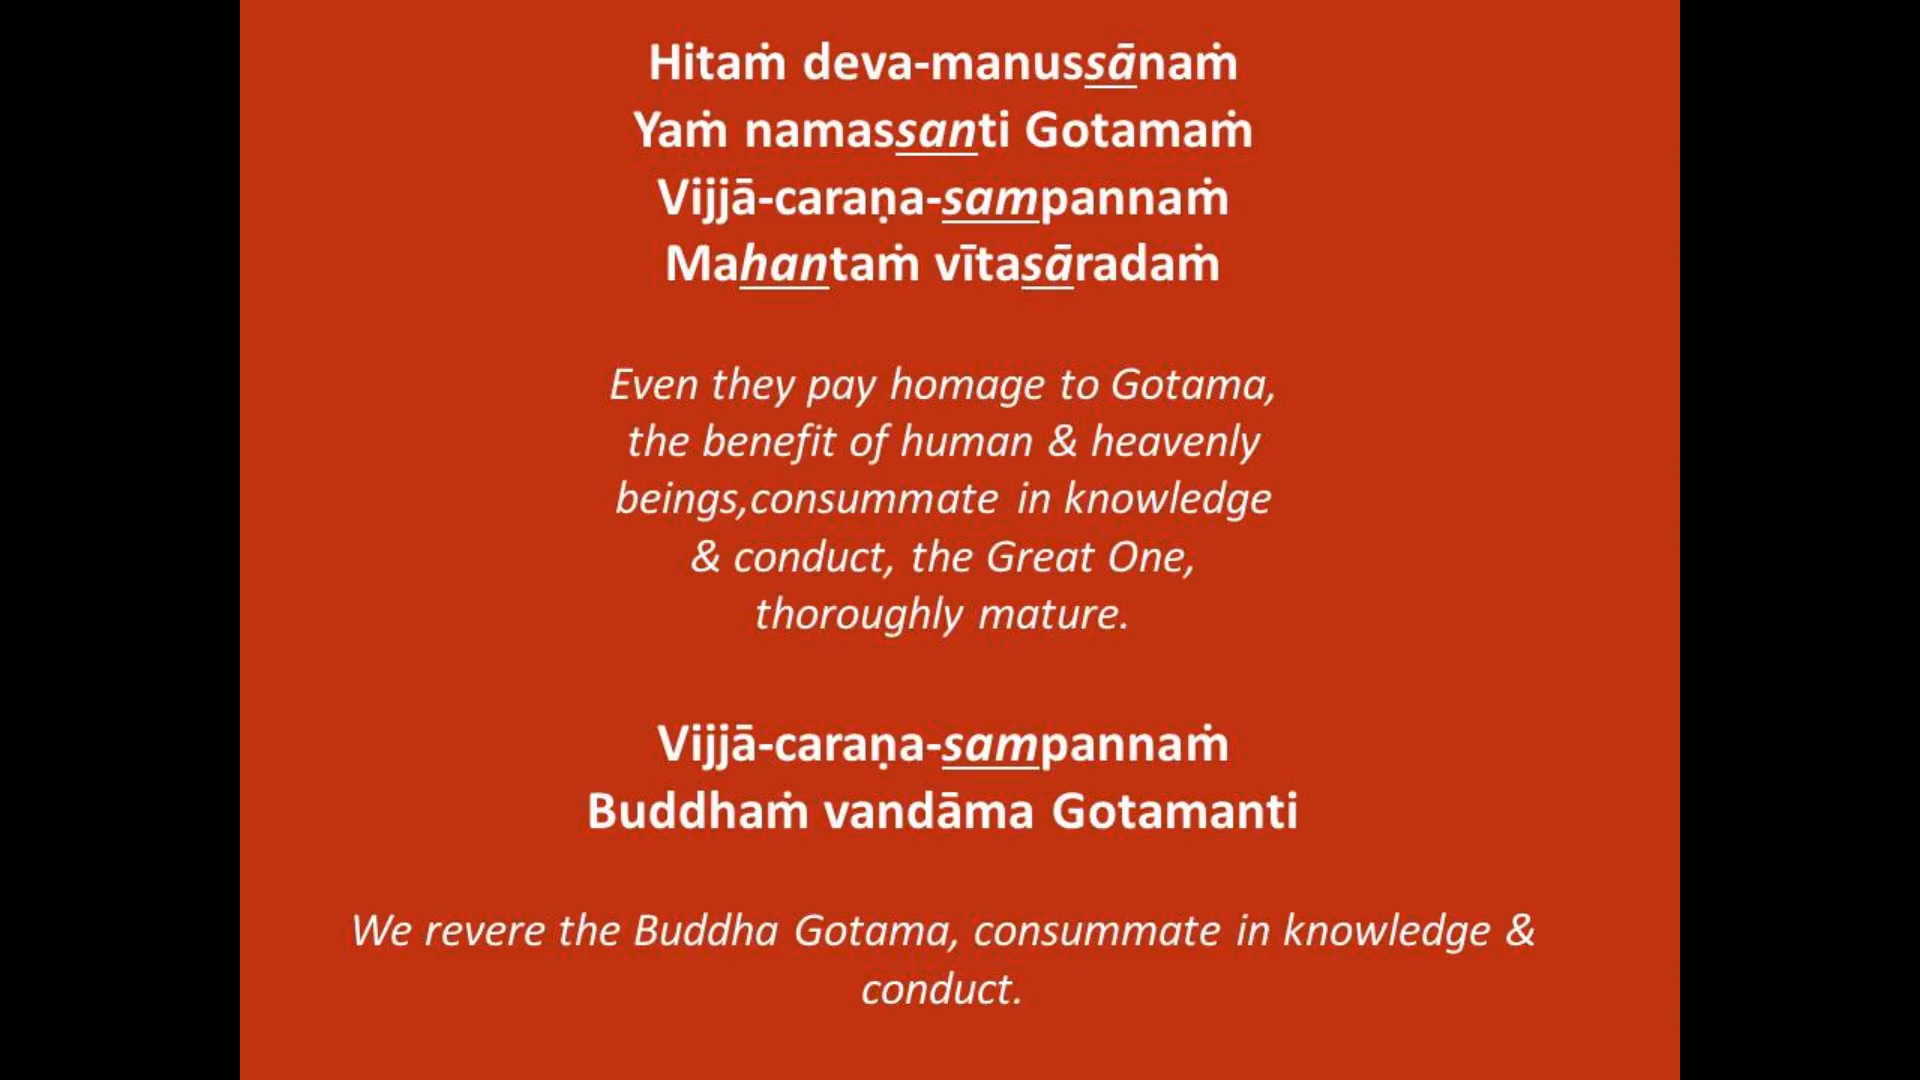 Hitaṁ deva-manussānaṁ
Yaṁ namassanti Gotamaṁ
Vijjā-caraṇa-sampannaṁ
Mahantaṁ vītasāradaṁ
Even they pay homage to Gotama,
the benefit of human & heavenly
beings,consummate in knowledge
& conduct, the Great One,
thoroughly mature.
Vijjā-caraṇa-sampannaṁ
Buddhaṁ vandāma Gotamanti
We revere the Buddha Gotama, consummate in knowledge &
conduct.